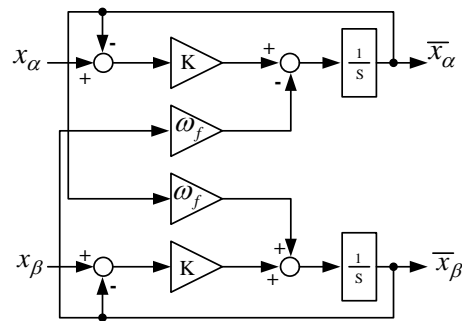 -
x_α + K + - 1/s x̄_α
ω_f
ω_f
x_β + - K + + 1/s x̄_β